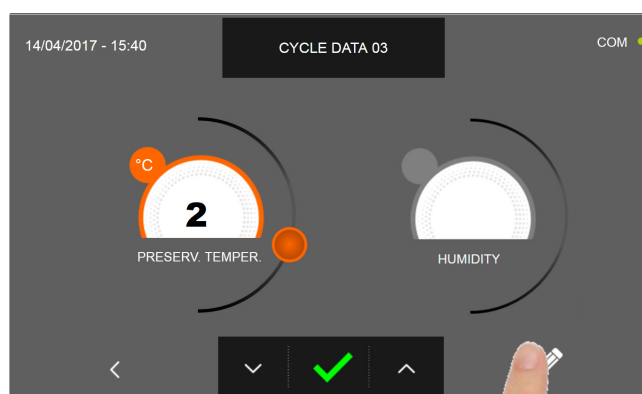 14/04/2017 - 15:40
CYCLE DATA 03
COM
°C
2
PRESERV. TEMPER.
HUMIDITY